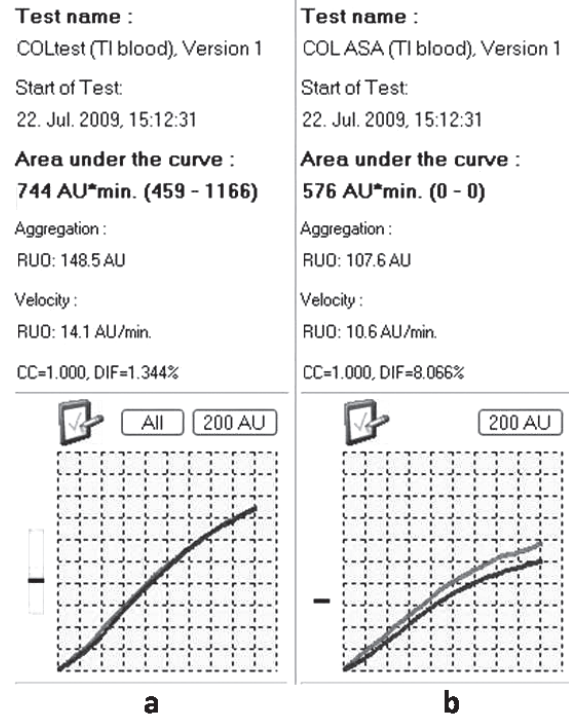 Test name :
COLtest (TI blood), Version 1
Start of Test:
22. Jul. 2009, 15:12:31
Area under the curve :
744 AU*min. (459 - 1166)
Aggregation :
RUO: 148.5 AU
Velocity :
RUO: 14.1 AU/min.
CC=1.000, DIF=1.344%
All
200 AU
a
Test name :
COL ASA (TI blood), Version 1
Start of Test:
22. Jul. 2009, 15:12:31
Area under the curve :
576 AU*min. (0 - 0)
Aggregation :
RUO: 107.6 AU
Velocity :
RUO: 10.6 AU/min.
CC=1.000, DIF=8.066%
200 AU
b